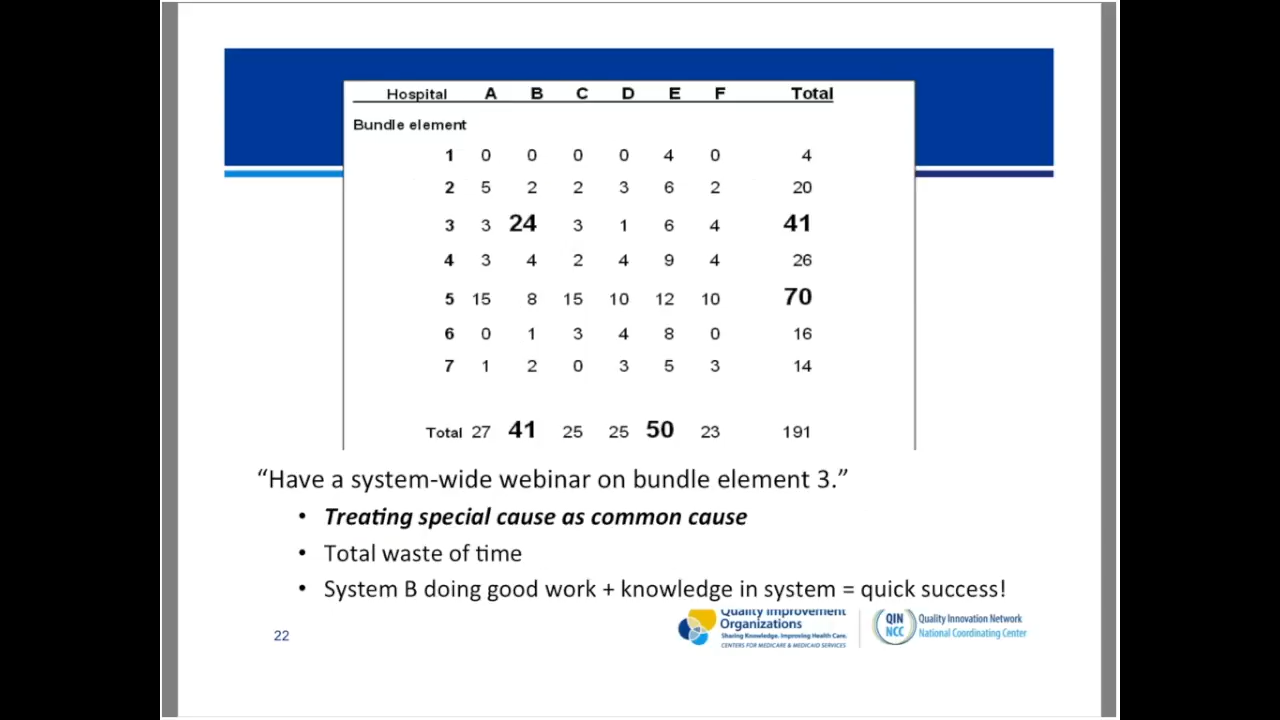 Hospital A B C D E F Total
Bundle element
1 0 0 0 0 4 0 4
2 5 2 2 3 6 2 20
3 3 24 3 1 6 4 41
4 3 4 2 4 9 4 26
5 15 8 15 10 12 10 70
6 0 1 3 4 8 0 16
7 1 2 0 3 5 3 14
Total 27 41 25 25 50 23 191
“Have a system-wide webinar on bundle element 3.”
• Treating special cause as common cause
• Total waste of time
• System B doing good work + knowledge in system = quick success!
22
Quality Improvement
Organizations
Sharing Knowledge. Improving Health Care.
CENTERS FOR MEDICARE & MEDICAID SERVICES
QIN
NCC
Quality Innovation Network
National Coordinating Center